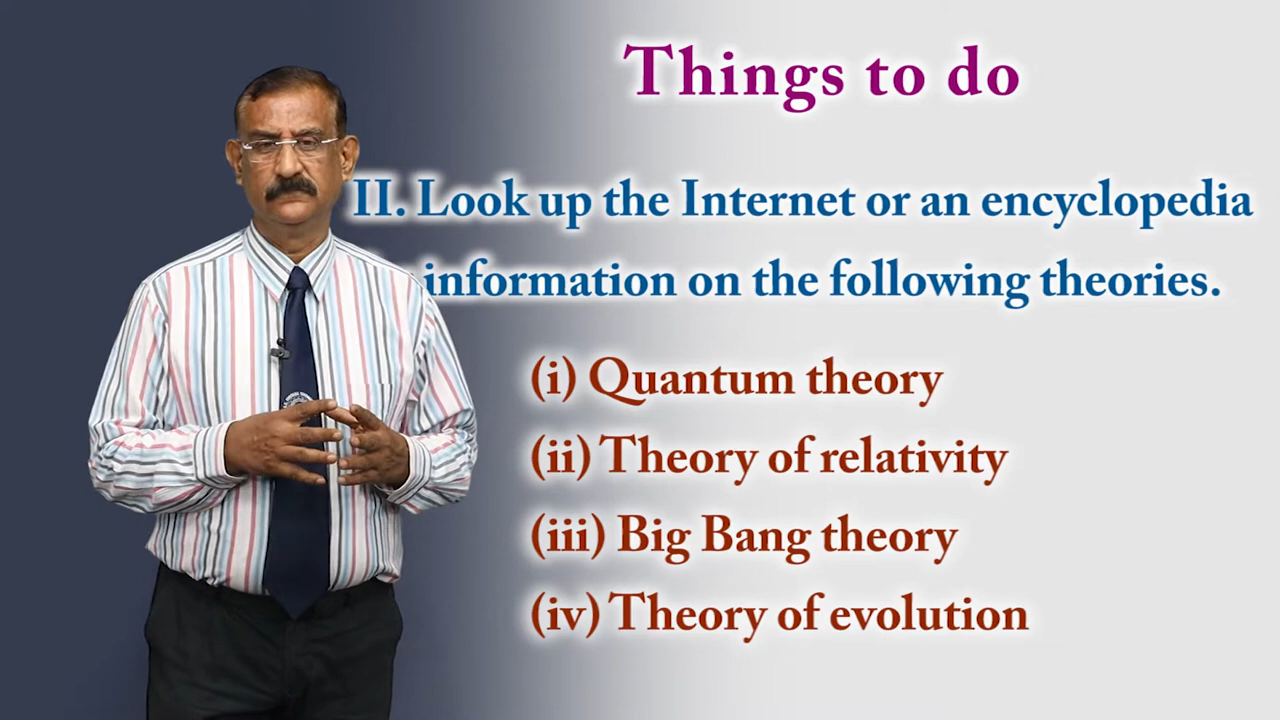 Things to do
II. Look up the Internet or an encyclopedia
information on the following theories.
(i) Quantum theory
(ii) Theory of relativity
(iii) Big Bang theory
(iv) Theory of evolution